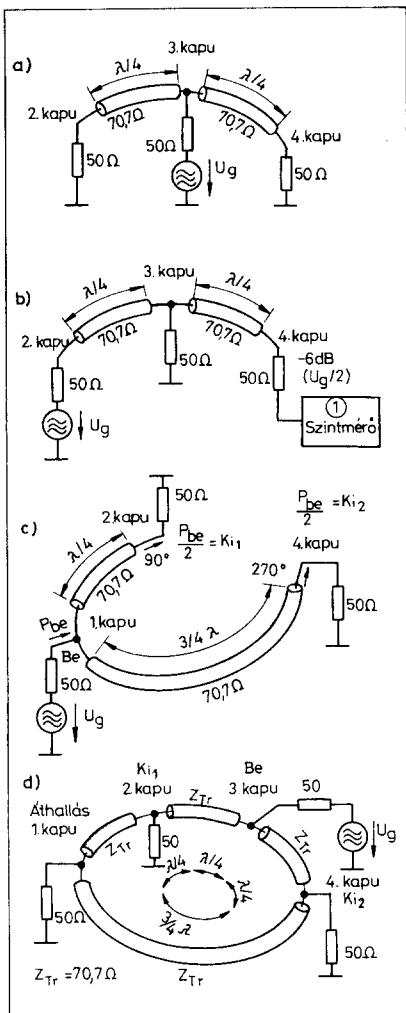 a)
3. kapu
λ/4
λ/4
2. kapu
70,7Ω
70,7Ω
4. kapu
50Ω
50Ω
Ug
50Ω
b)
3. kapu
λ/4
λ/4
2. kapu
70,7Ω
70,7Ω
4. kapu
-6dB
(Ug/2)
50Ω
50Ω
50Ω
Ug
1
Szintmérő
c)
50Ω
2. kapu
Pbe/2 = Ki1
Pbe/2 = Ki2
4. kapu
λ/4
90°
70,7Ω
270°
Pbe
1. kapu
3/4 λ
50Ω
Be
50Ω
70,7Ω
Ug
d)
Ki1
2. kapu
Be
3. kapu
50
Áthallás
1. kapu
ZTr
ZTr
50
ZTr
Ug
λ/4
λ/4
λ/4
3/4 λ
4. kapu
Ki2
50Ω
50Ω
ZTr = 70,7Ω
ZTr